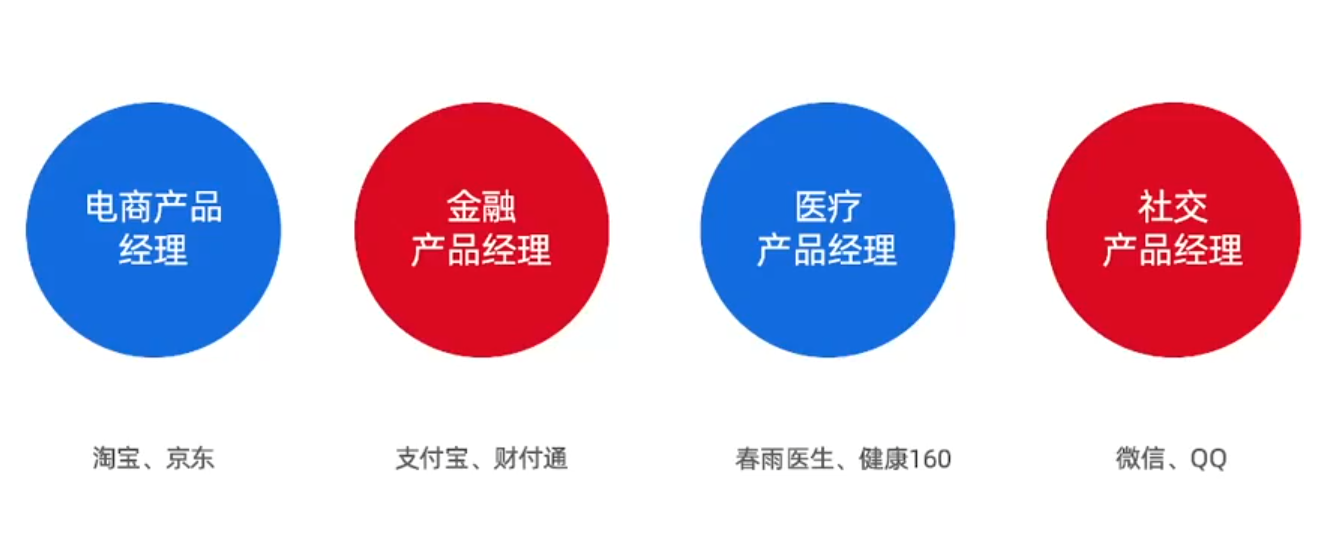 电商产品
经理
金融
产品经理
医疗
产品经理
社交
产品经理
淘宝、京东
支付宝、财付通
春雨医生、健康160
微信、QQ